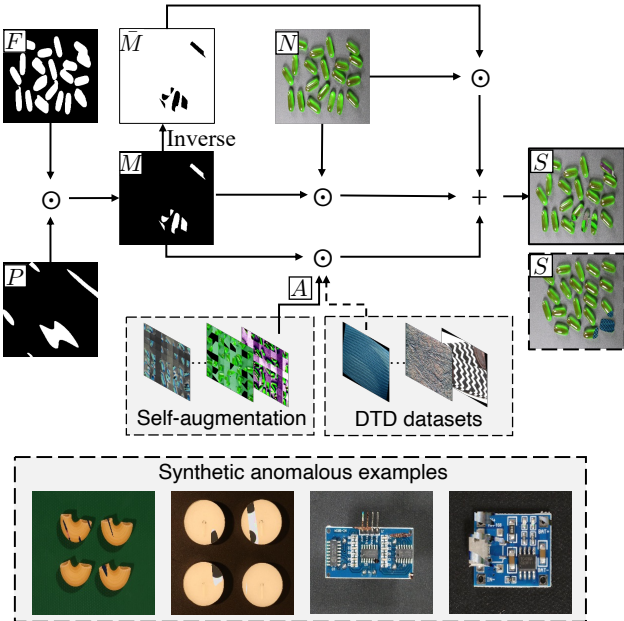 F
M̄
N
Inverse
M
S
P
S
A
Self-augmentation
DTD datasets
Synthetic anomalous examples